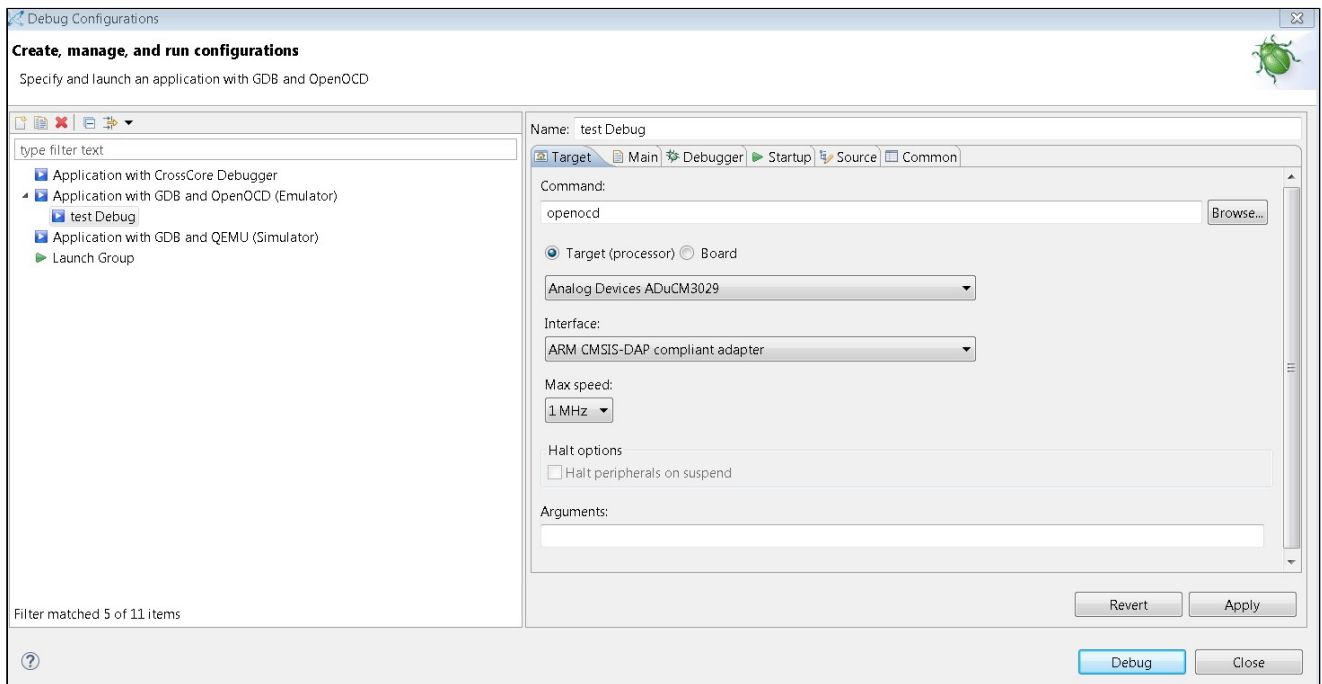 Debug Configurations
Create, manage, and run configurations
Specify and launch an application with GDB and OpenOCD
type filter text
Application with CrossCore Debugger
Application with GDB and OpenOCD (Emulator)
test Debug
Application with GDB and QEMU (Simulator)
Launch Group
Filter matched 5 of 11 items
Name: test Debug
Target Main Debugger Startup Source Common
Command:
openocd Browse...
Target (processor) Board
Analog Devices ADuCM3029
Interface:
ARM CMSIS-DAP compliant adapter
Max speed:
1 MHz
Halt options
Halt peripherals on suspend
Arguments:
Revert Apply
? Debug Close